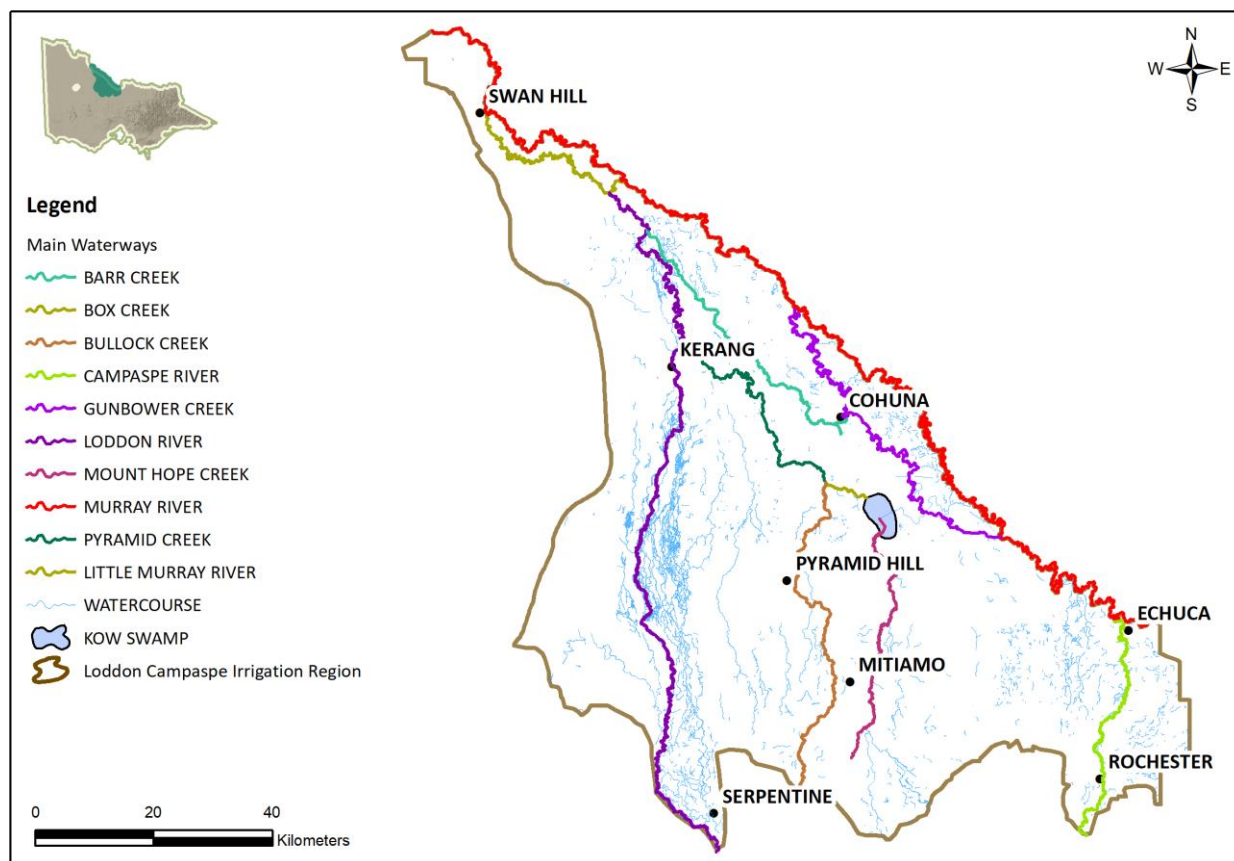 N
W E
S
SWAN HILL
KERANG
COHUNA
PYRAMID HILL
ECHUCA
MITIAMO
ROCHESTER
SERPENTINE
Legend
Main Waterways
BARR CREEK
BOX CREEK
BULLOCK CREEK
CAMPASPE RIVER
GUNBOWER CREEK
LODDON RIVER
MOUNT HOPE CREEK
MURRAY RIVER
PYRAMID CREEK
LITTLE MURRAY RIVER
WATERCOURSE
KOW SWAMP
Loddon Campaspe Irrigation Region
0 20 40
Kilometers